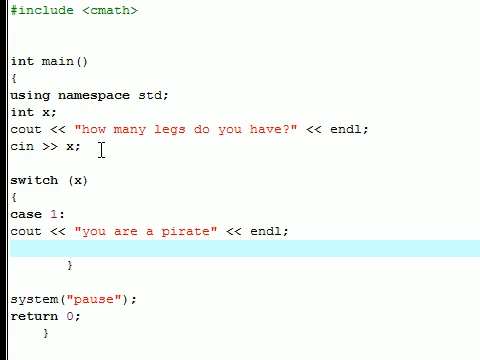 #include <cmath>
int main()
{
using namespace std;
int x;
cout << "how many legs do you have?" << endl;
cin >> x;
switch (x)
{
case 1:
cout << "you are a pirate" << endl;
}
system("pause");
return 0;
}